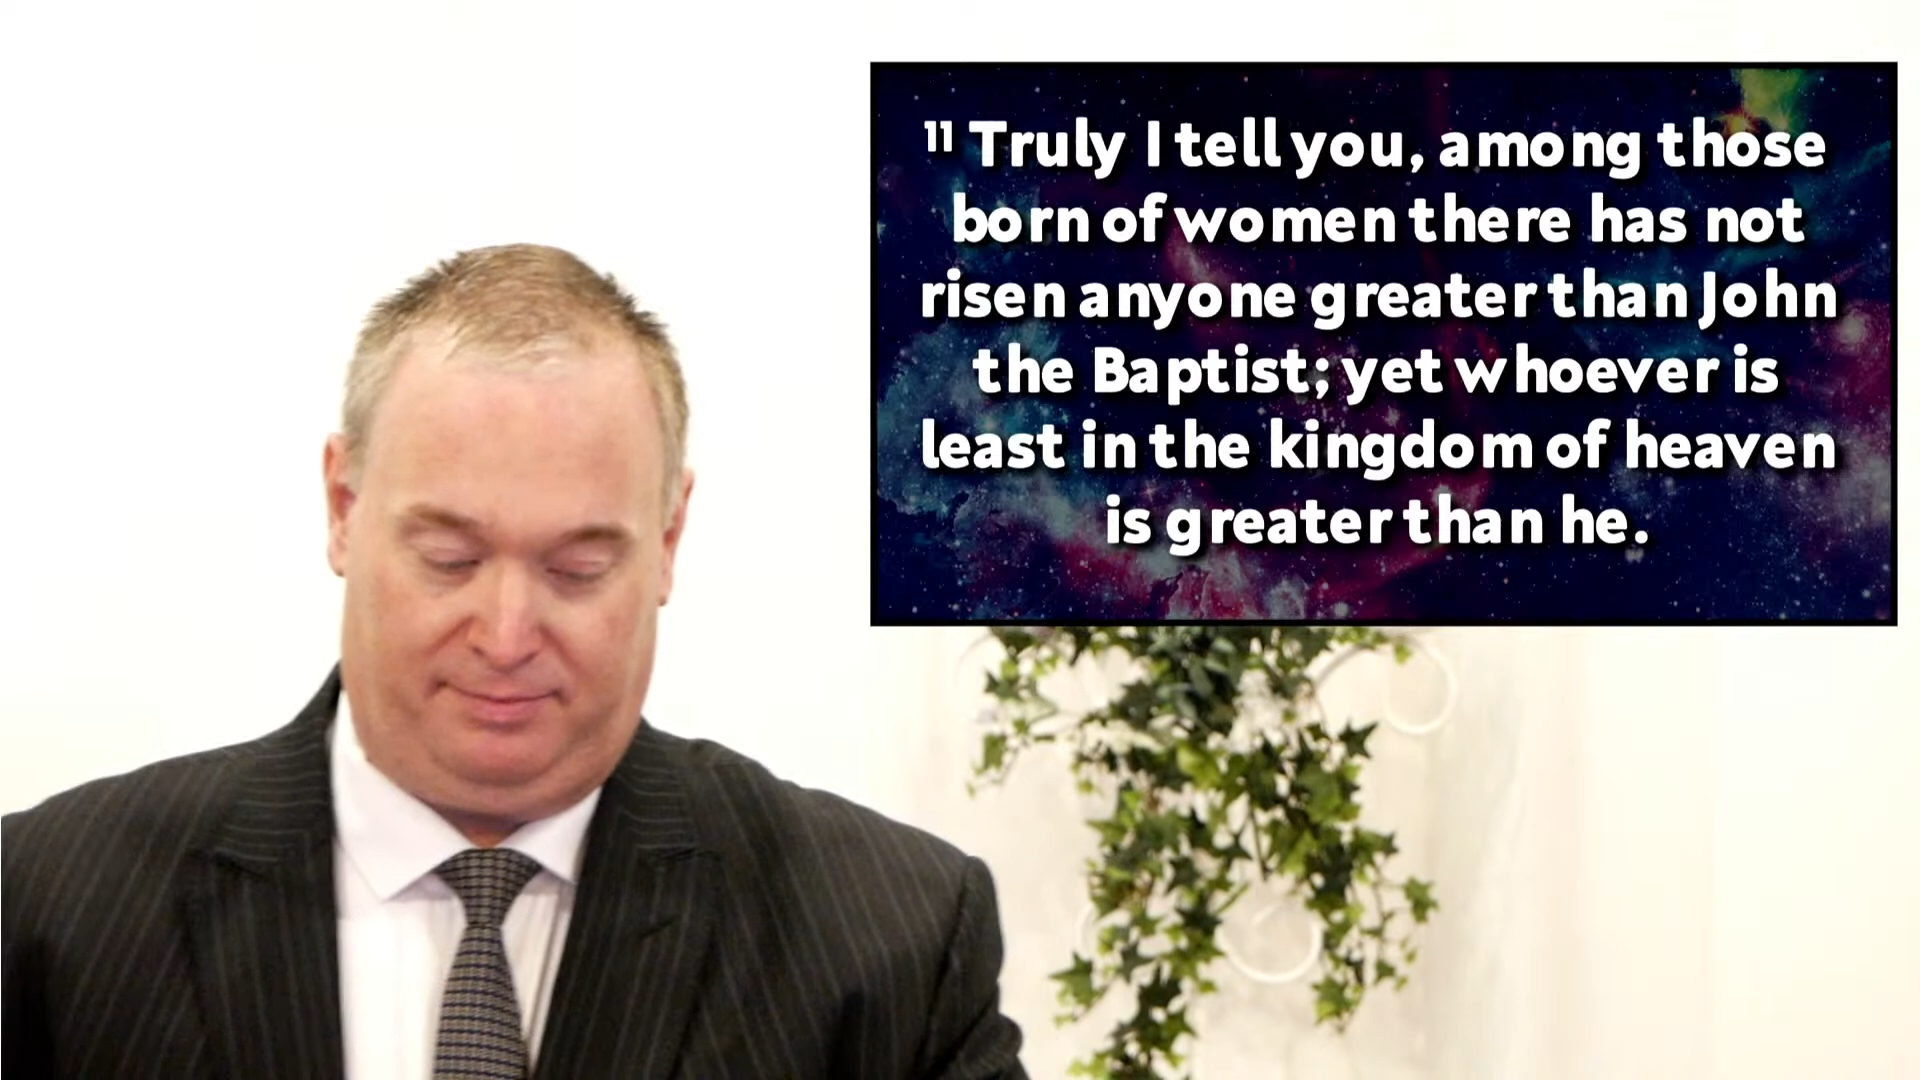 ¹¹ Truly I tell you, among those
born of women there has not
risen anyone greater than John
the Baptist; yet whoever is
least in the kingdom of heaven
is greater than he.